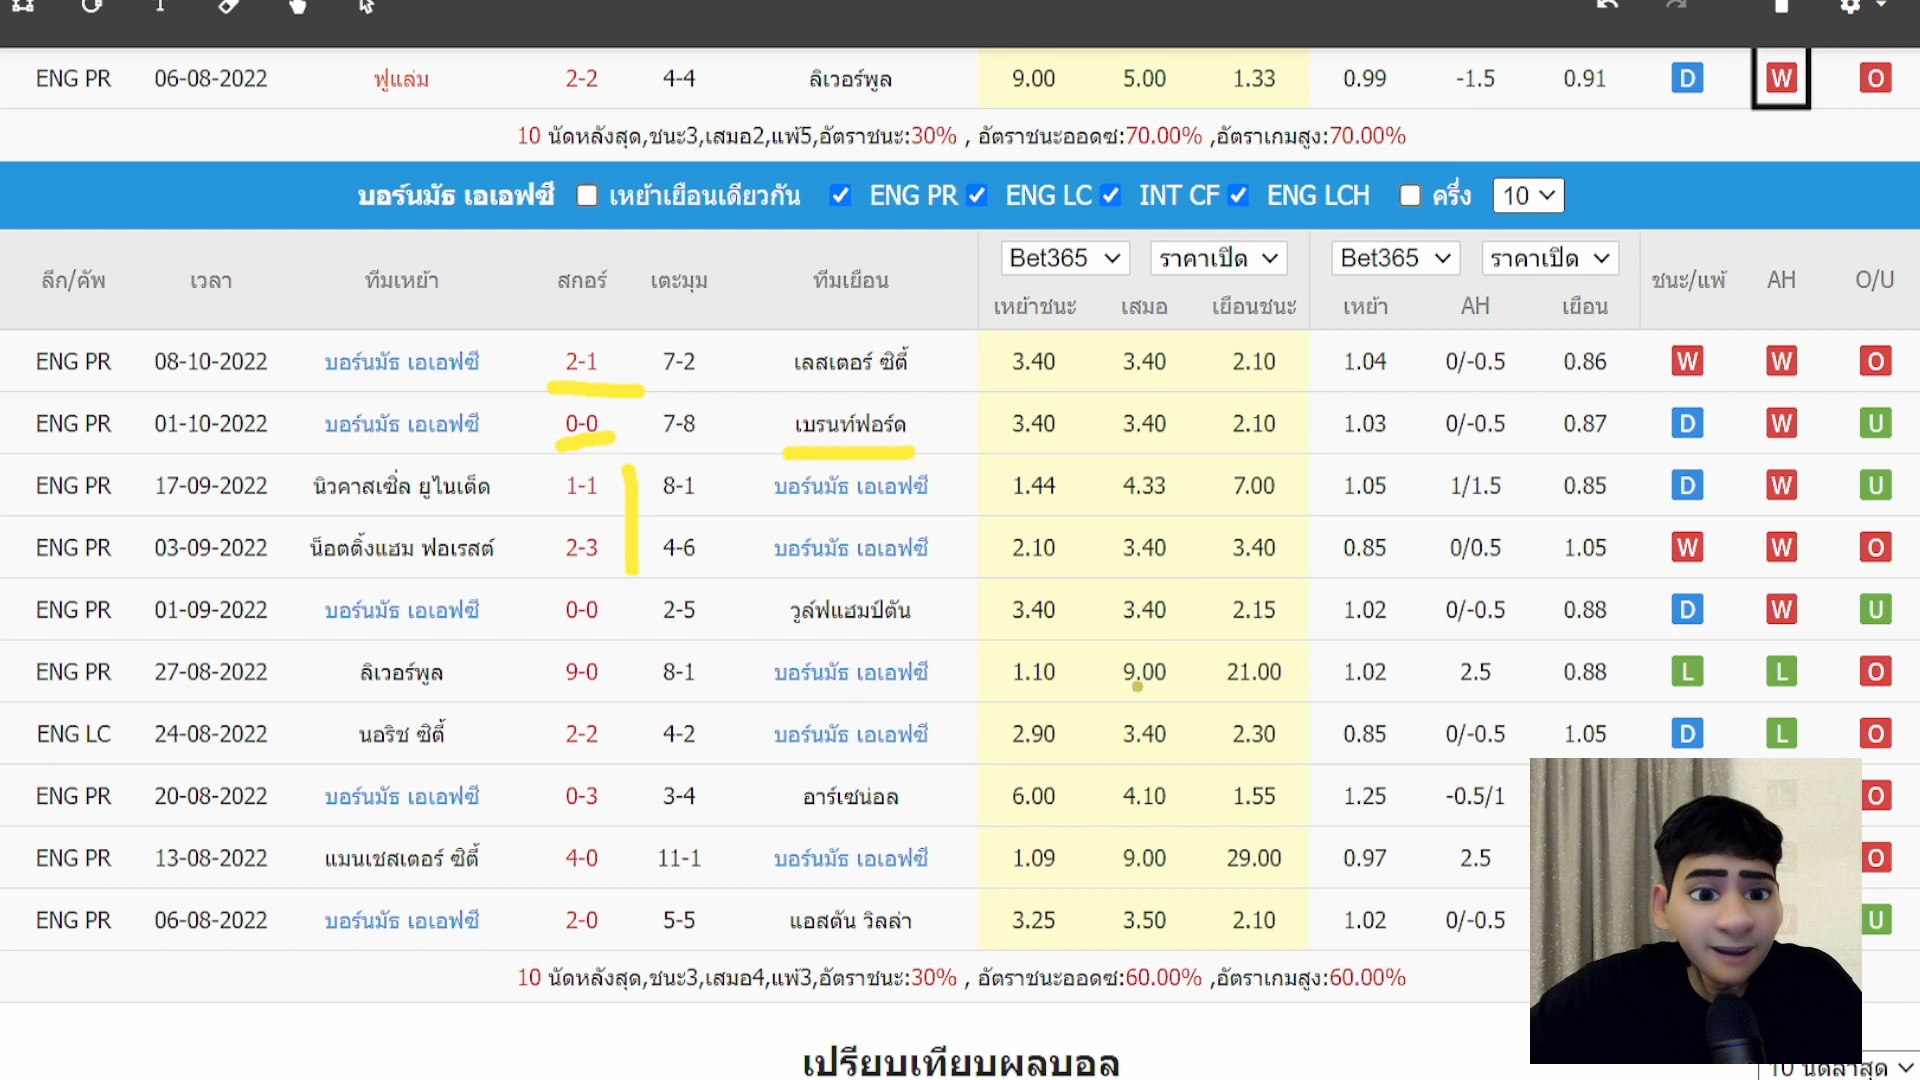 ENG PR 06-08-2022 ฟูแล่ม 2-2 4-4 ลิเวอร์พูล 9.00 5.00 1.33 0.99 -1.5 0.91 D W O
10 นัดหลังสุด,ชนะ3,เสมอ2,แพ้5,อัตราชนะ:30% , อัตราชนะออดซ:70.00% ,อัตราเกมสูง:70.00%
บอร์นมัธ เอเอฟซี เหย้าเยือนเดียวกัน ENG PR ENG LC INT CF ENG LCH ครึ่ง 10
Bet365 ราคาเปิด Bet365 ราคาเปิด
ลีก/คัพ เวลา ทีมเหย้า สกอร์ เตะมุม ทีมเยือน ชนะ/แพ้ AH O/U
เหย้าชนะ เสมอ เยือนชนะ เหย้า AH เยือน
ENG PR 08-10-2022 บอร์นมัธ เอเอฟซี 2-1 7-2 เลสเตอร์ ซิตี้ 3.40 3.40 2.10 1.04 0/-0.5 0.86 W W O
ENG PR 01-10-2022 บอร์นมัธ เอเอฟซี 0-0 7-8 เบรนท์ฟอร์ด 3.40 3.40 2.10 1.03 0/-0.5 0.87 D W U
ENG PR 17-09-2022 นิวคาสเซิ่ล ยูไนเต็ด 1-1 8-1 บอร์นมัธ เอเอฟซี 1.44 4.33 7.00 1.05 1/1.5 0.85 D W U
ENG PR 03-09-2022 น็อตติ้งแฮม ฟอเรสต์ 2-3 4-6 บอร์นมัธ เอเอฟซี 2.10 3.40 3.40 0.85 0/0.5 1.05 W W O
ENG PR 01-09-2022 บอร์นมัธ เอเอฟซี 0-0 2-5 วูล์ฟแฮมป์ตัน 3.40 3.40 2.15 1.02 0/-0.5 0.88 D W U
ENG PR 27-08-2022 ลิเวอร์พูล 9-0 8-1 บอร์นมัธ เอเอฟซี 1.10 9.00 21.00 1.02 2.5 0.88 L L O
ENG LC 24-08-2022 นอริช ซิตี้ 2-2 4-2 บอร์นมัธ เอเอฟซี 2.90 3.40 2.30 0.85 0/-0.5 1.05 D L O
ENG PR 20-08-2022 บอร์นมัธ เอเอฟซี 0-3 3-4 อาร์เซน่อล 6.00 4.10 1.55 1.25 -0.5/1 O
ENG PR 13-08-2022 แมนเชสเตอร์ ซิตี้ 4-0 11-1 บอร์นมัธ เอเอฟซี 1.09 9.00 29.00 0.97 2.5 O
ENG PR 06-08-2022 บอร์นมัธ เอเอฟซี 2-0 5-5 แอสตัน วิลล่า 3.25 3.50 2.10 1.02 0/-0.5 U
10 นัดหลังสุด,ชนะ3,เสมอ4,แพ้3,อัตราชนะ:30% , อัตราชนะออดซ:60.00% ,อัตราเกมสูง:60.00%
เปรียบเทียบผลบอล
10 นัดล่าสุด